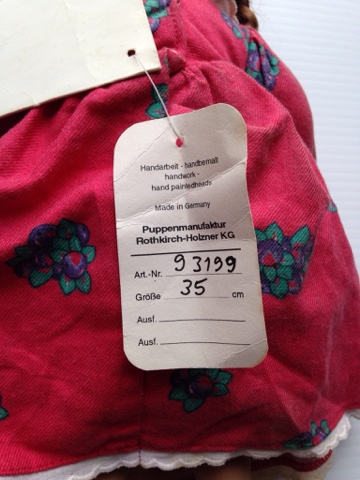 Handarbeit - handbemalt
handwork -
hand paintedheads
Made in Germany
Puppenmanufaktur
Rothkirch-Holzner KG
Art.-Nr. 93199
Größe 35 cm
Ausf.
Ausf.